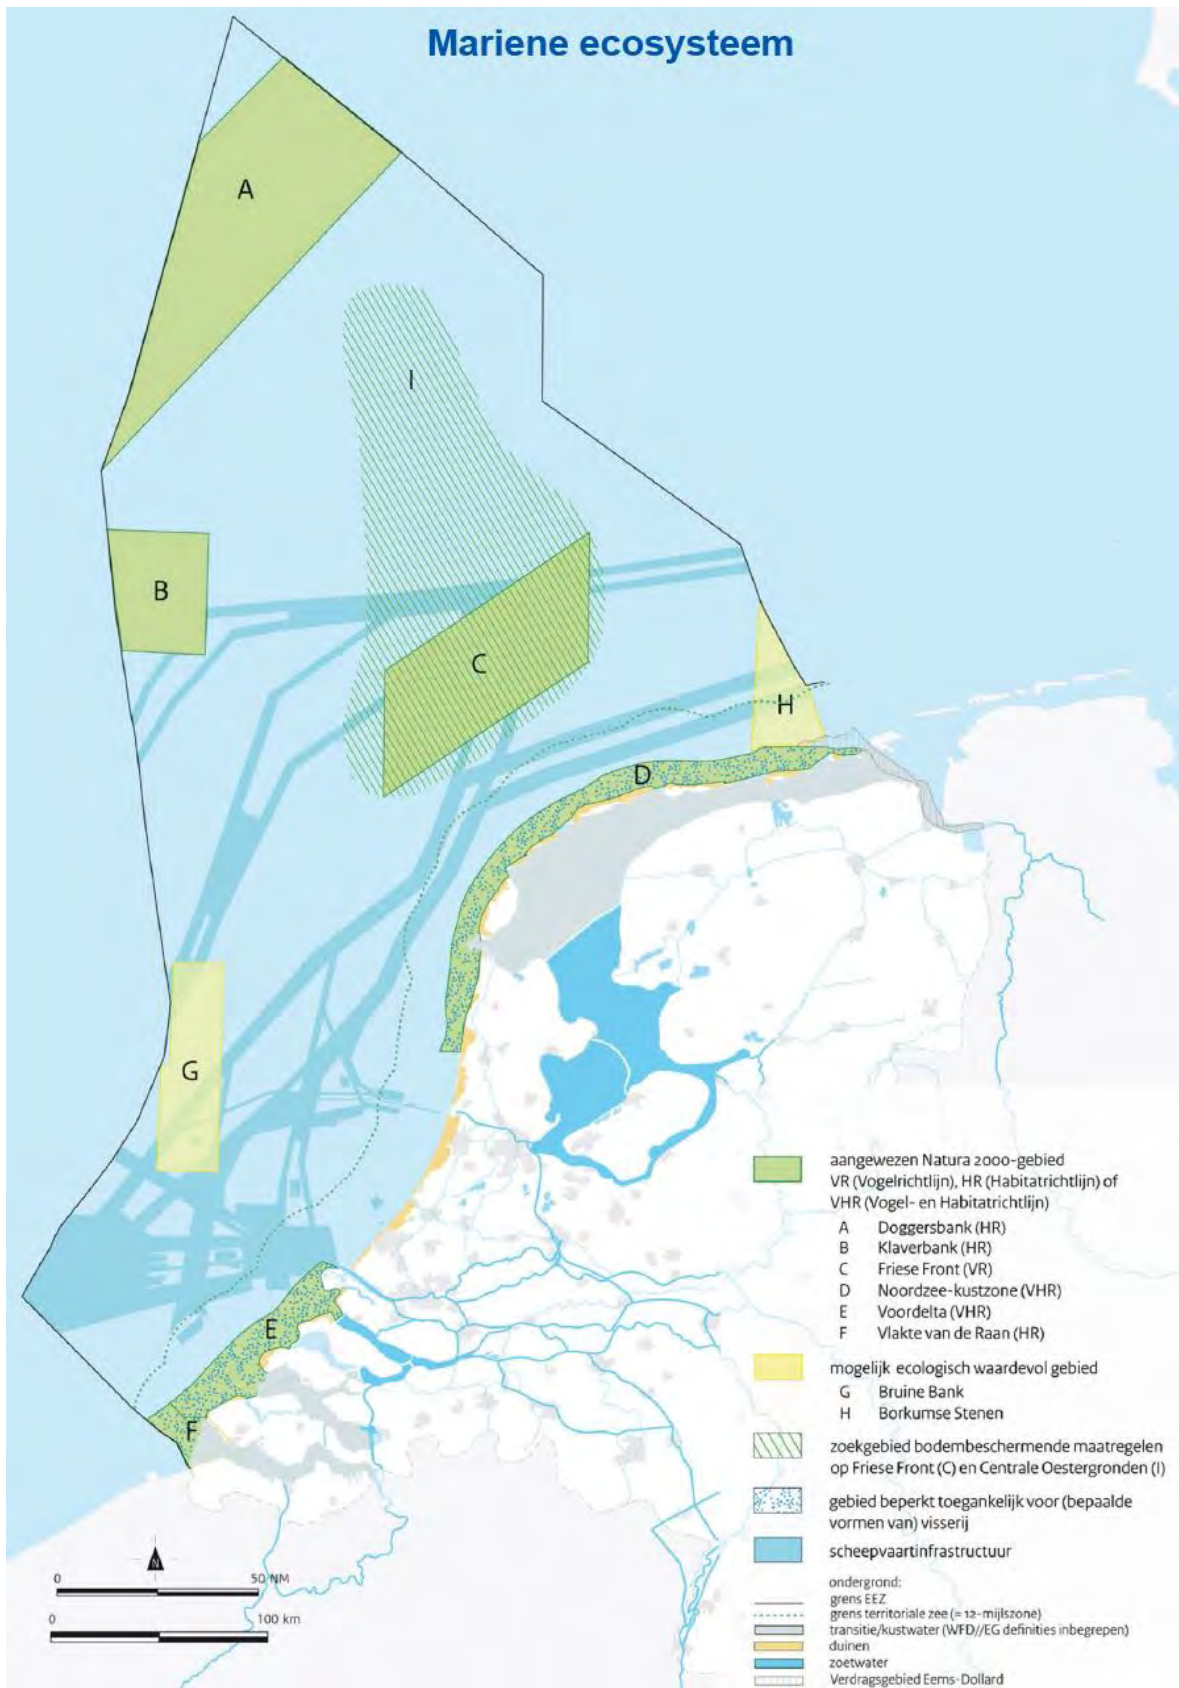 Mariene ecosysteem
A
I
B
C
H
D
G
E
F
aangewezen Natura 2000-gebied
VR (Vogelrichtlijn), HR (Habitatrichtlijn) of
VHR (Vogel- en Habitatrichtlijn)
A Doggersbank (HR)
B Klaverbank (HR)
C Friese Front (VR)
D Noordzee-kustzone (VHR)
E Voordelta (VHR)
F Vlakte van de Raan (HR)
mogelijk ecologisch waardevol gebied
G Bruine Bank
H Borkumse Stenen
zoekgebied bodembeschermende maatregelen
op Friese Front (C) en Centrale Oestergronden (I)
gebied beperkt toegankelijk voor (bepaalde
vormen van) visserij
scheepvaartinfrastructuur
ondergrond:
grens EEZ
grens territoriale zee (= 12-mijlszone)
transitie/kustwater (WFD//EG definities inbegrepen)
duinen
zoetwater
Verdragsgebied Eems-Dollard
N
0 50 NM
0 100 km